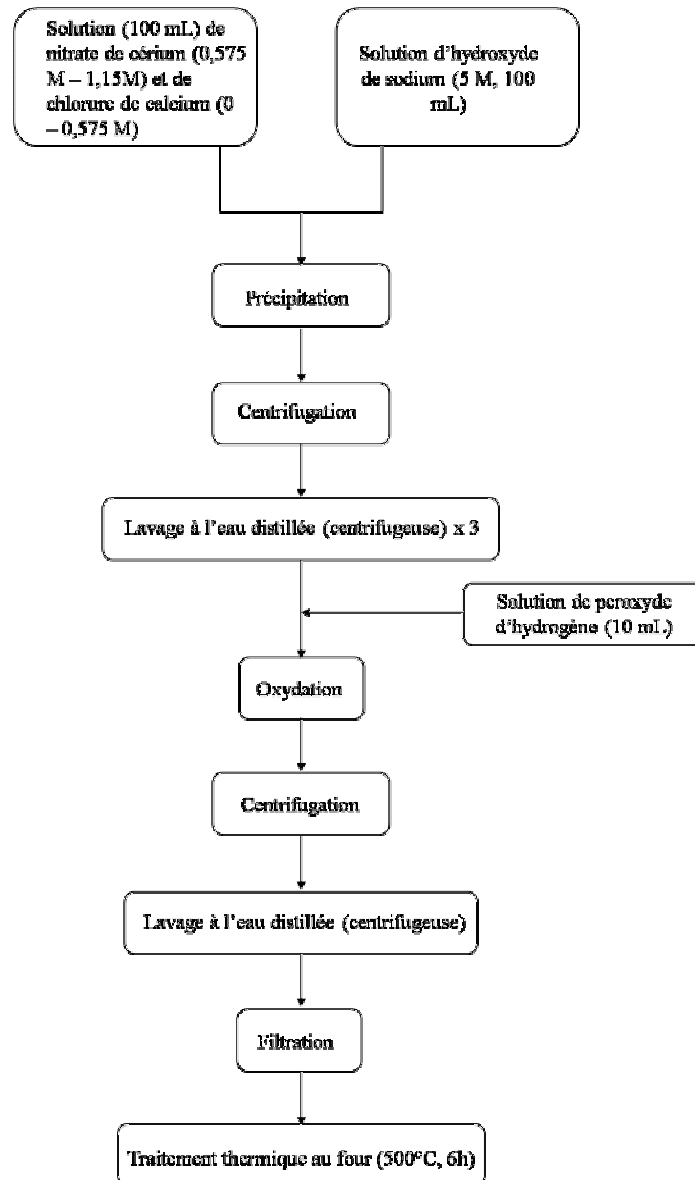 Solution (100 mL) de
nitrate de cérium (0,575
M – 1,15M) et de
chlorure de calcium (0
– 0,575 M)
Solution d'hydroxyde
de sodium (5 M, 100
mL)
Précipitation
Centrifugation
Lavage à l'eau distillée (centrifugeuse) x 3
Solution de peroxyde
d'hydrogène (10 mL)
Oxydation
Centrifugation
Lavage à l'eau distillée (centrifugeuse)
Filtration
Traitement thermique au four (500°C, 6h)